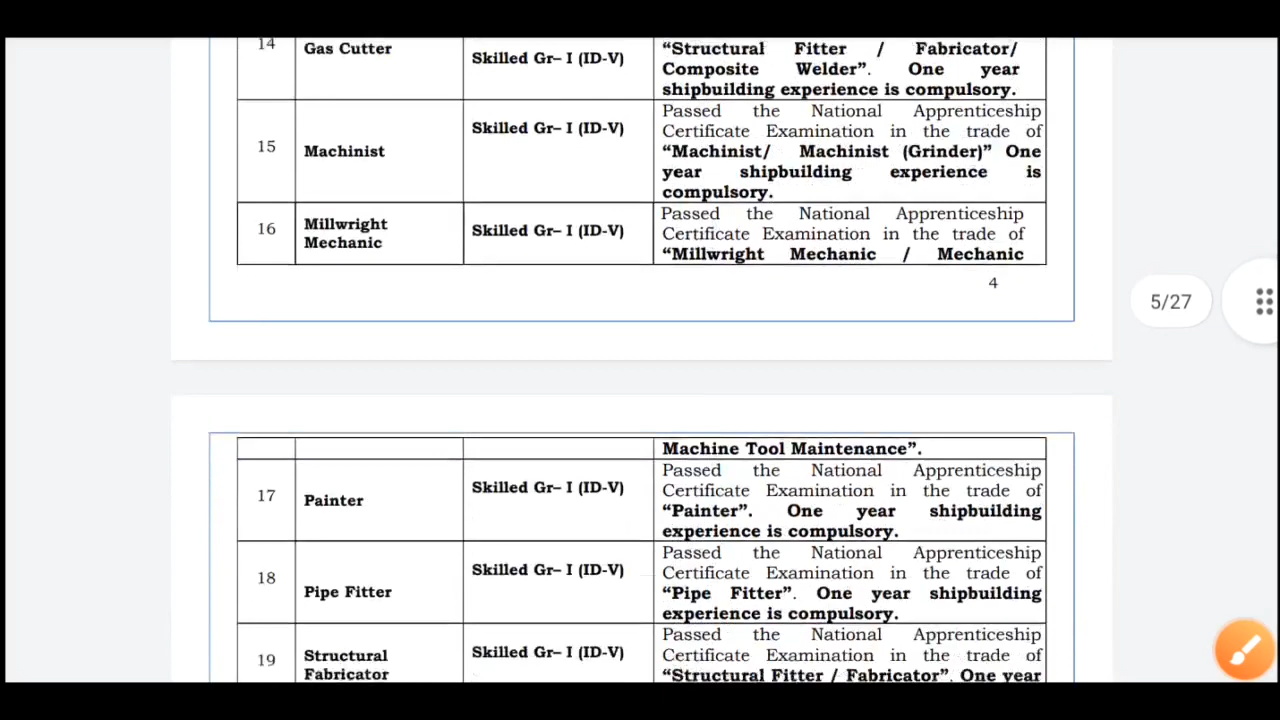 14
Gas Cutter
Skilled Gr– I (ID-V)
“Structural Fitter / Fabricator/
Composite Welder”. One year
shipbuilding experience is compulsory.
15
Machinist
Skilled Gr– I (ID-V)
Passed the National Apprenticeship
Certificate Examination in the trade of
“Machinist/ Machinist (Grinder)” One
year shipbuilding experience is
compulsory.
16
Millwright
Mechanic
Skilled Gr– I (ID-V)
Passed the National Apprenticeship
Certificate Examination in the trade of
“Millwright Mechanic / Mechanic
4
5/27
Machine Tool Maintenance”.
17
Painter
Skilled Gr– I (ID-V)
Passed the National Apprenticeship
Certificate Examination in the trade of
“Painter”. One year shipbuilding
experience is compulsory.
18
Pipe Fitter
Skilled Gr– I (ID-V)
Passed the National Apprenticeship
Certificate Examination in the trade of
“Pipe Fitter”. One year shipbuilding
experience is compulsory.
19
Structural
Fabricator
Skilled Gr– I (ID-V)
Passed the National Apprenticeship
Certificate Examination in the trade of
“Structural Fitter / Fabricator”. One year